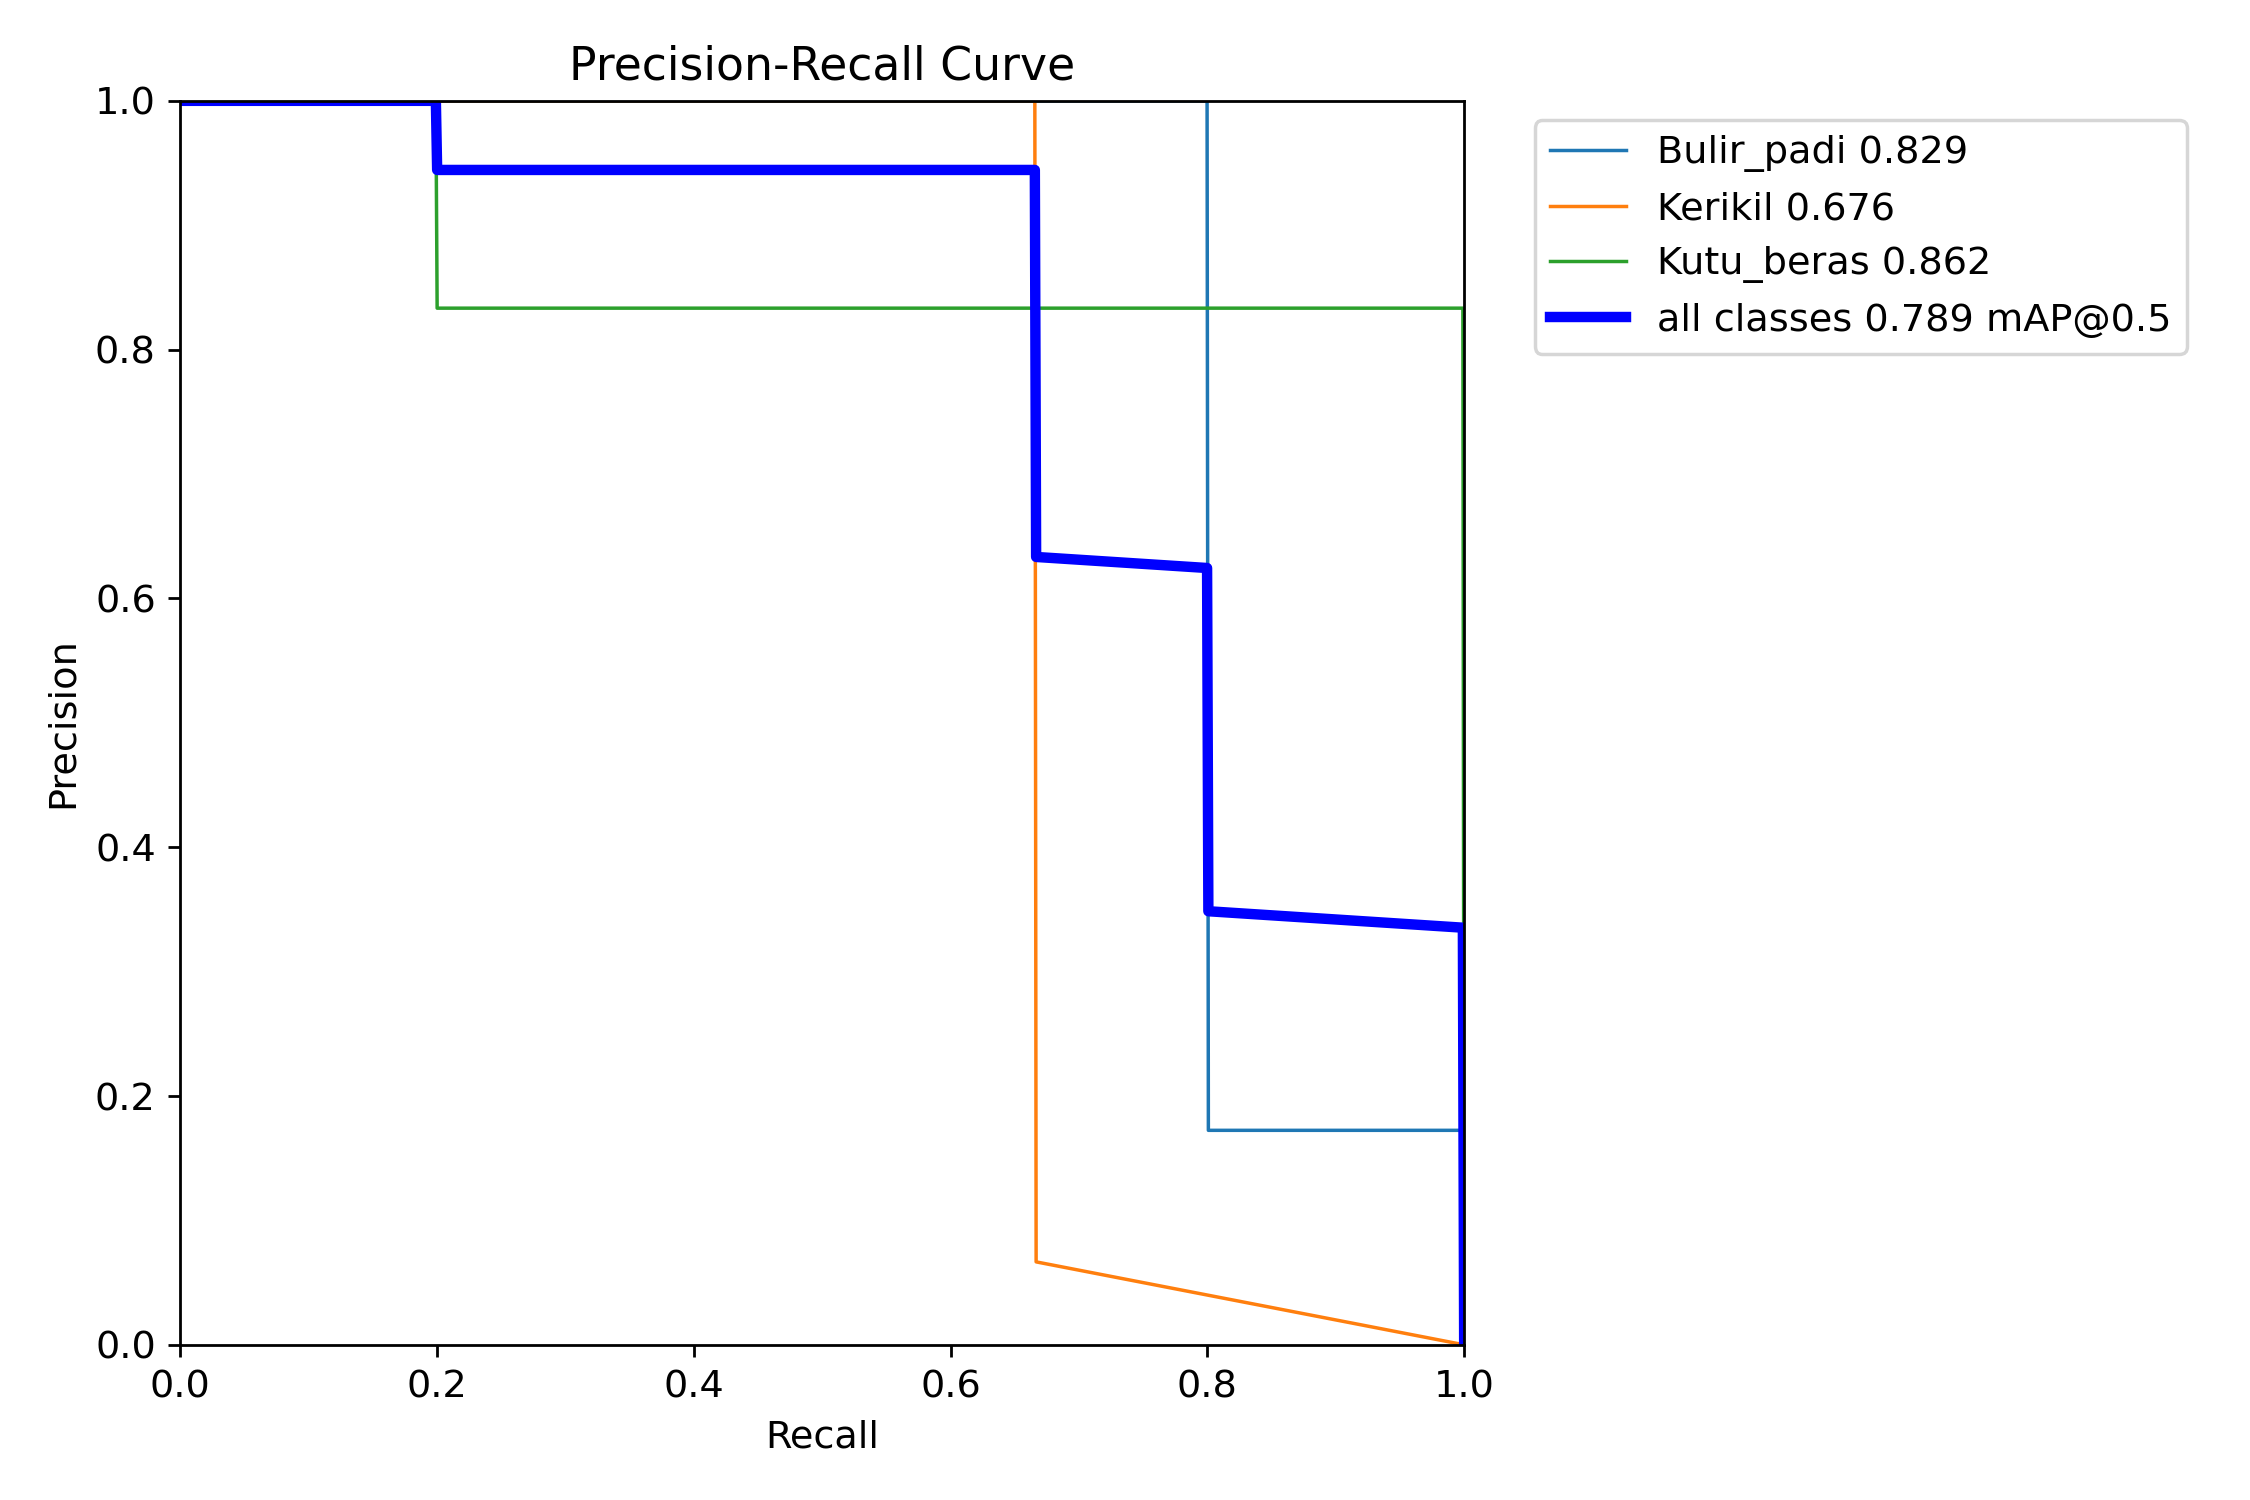 Precision-Recall Curve
1.0
0.8
0.6
0.4
0.2
0.0
Precision
0.0 0.2 0.4 0.6 0.8 1.0
Recall
Bulir_padi 0.829
Kerikil 0.676
Kutu_beras 0.862
all classes 0.789 mAP@0.5